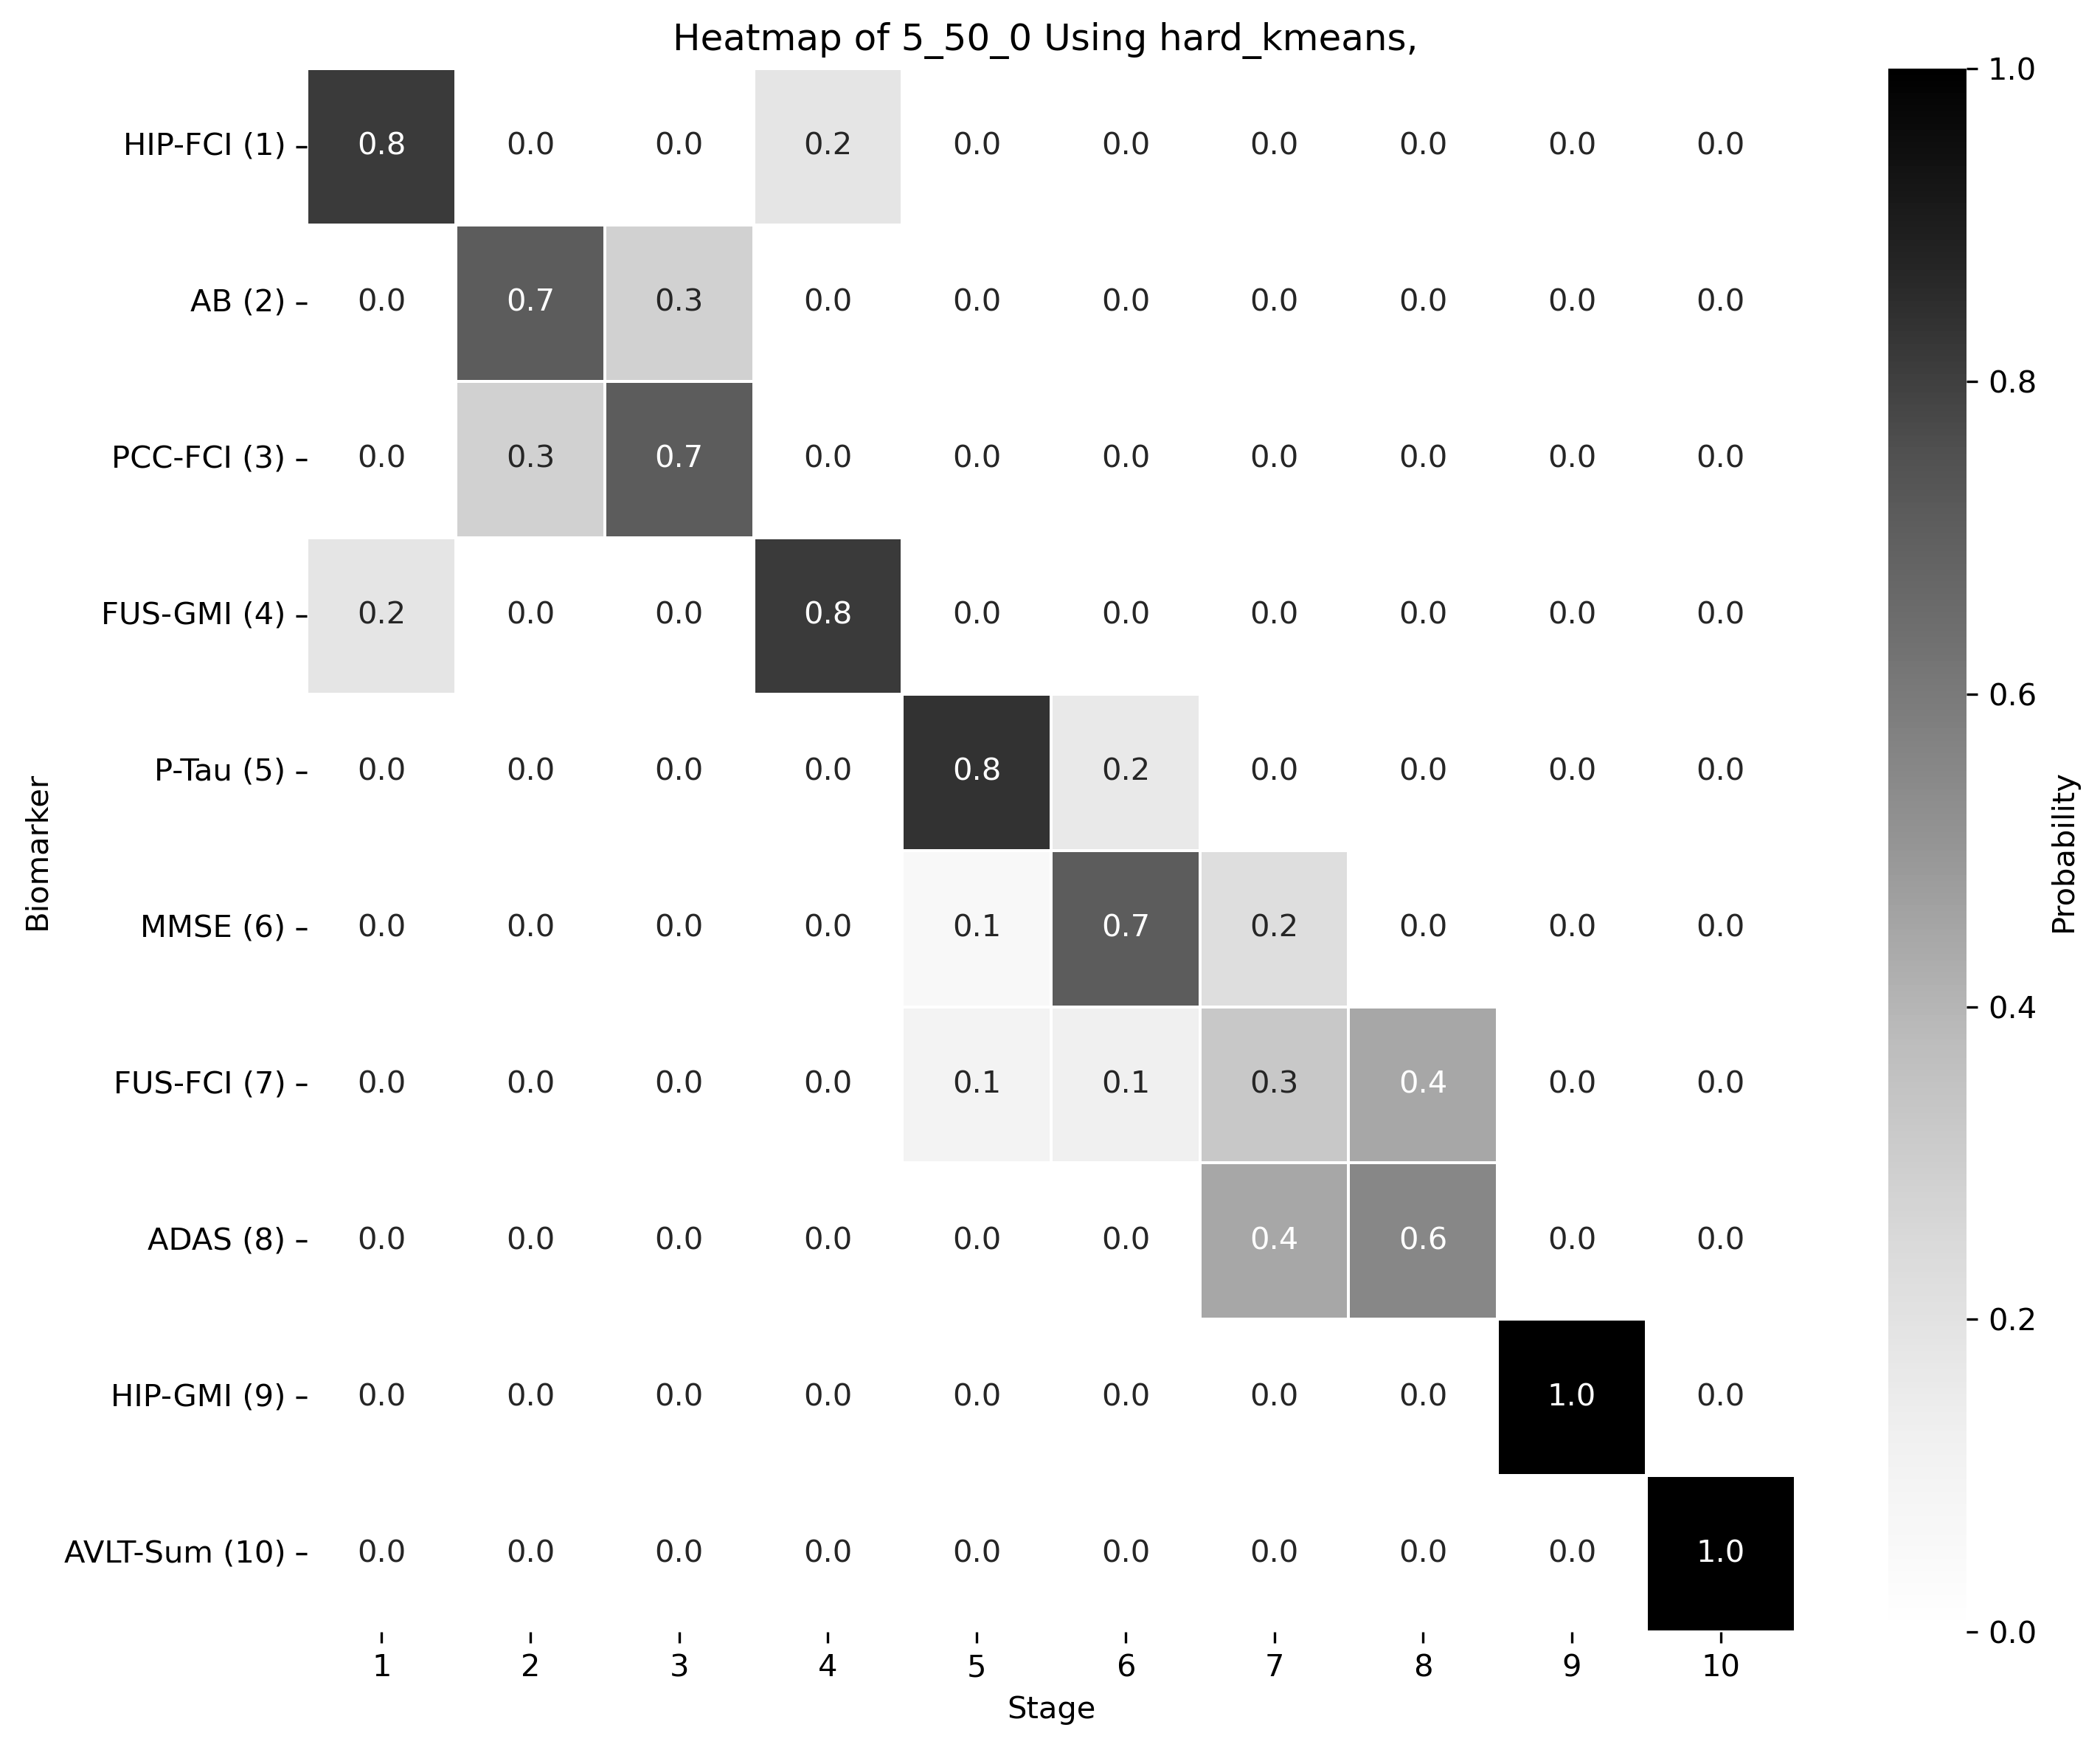 Heatmap of 5_50_0 Using hard_kmeans,
HIP-FCI (1) 0.8 0.0 0.0 0.2 0.0 0.0 0.0 0.0 0.0 0.0
AB (2) 0.0 0.7 0.3 0.0 0.0 0.0 0.0 0.0 0.0 0.0
PCC-FCI (3) 0.0 0.3 0.7 0.0 0.0 0.0 0.0 0.0 0.0 0.0
FUS-GMI (4) 0.2 0.0 0.0 0.8 0.0 0.0 0.0 0.0 0.0 0.0
P-Tau (5) 0.0 0.0 0.0 0.0 0.8 0.2 0.0 0.0 0.0 0.0
MMSE (6) 0.0 0.0 0.0 0.0 0.1 0.7 0.2 0.0 0.0 0.0
FUS-FCI (7) 0.0 0.0 0.0 0.0 0.1 0.1 0.3 0.4 0.0 0.0
ADAS (8) 0.0 0.0 0.0 0.0 0.0 0.0 0.4 0.6 0.0 0.0
HIP-GMI (9) 0.0 0.0 0.0 0.0 0.0 0.0 0.0 0.0 1.0 0.0
AVLT-Sum (10) 0.0 0.0 0.0 0.0 0.0 0.0 0.0 0.0 0.0 1.0
1 2 3 4 5 6 7 8 9 10
Stage
Biomarker
1.0
0.8
0.6
0.4
0.2
0.0
Probability